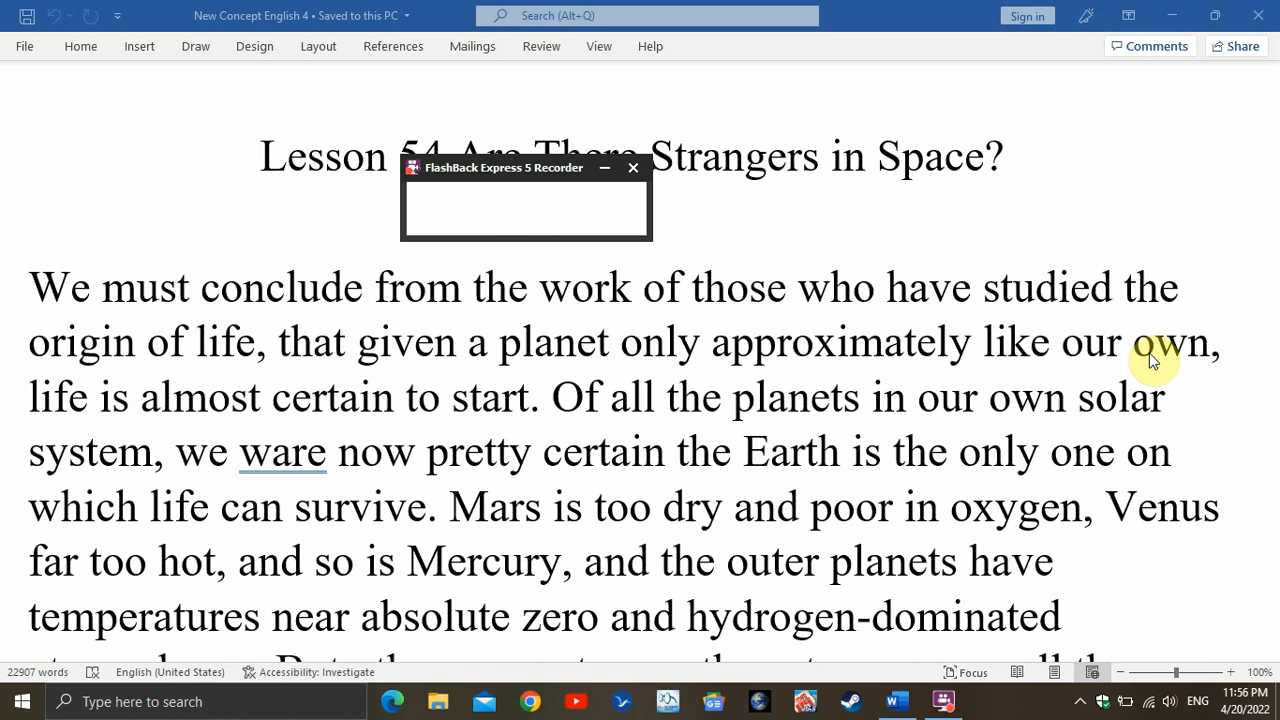 New Concept English 4 • Saved to this PC
Search (Alt+Q)
Sign in
File Home Insert Draw Design Layout References Mailings Review View Help
Comments Share
Lesson 54 Are There Strangers in Space?
FlashBack Express 5 Recorder
We must conclude from the work of those who have studied the
origin of life, that given a planet only approximately like our own,
life is almost certain to start. Of all the planets in our own solar
system, we ware now pretty certain the Earth is the only one on
which life can survive. Mars is too dry and poor in oxygen, Venus
far too hot, and so is Mercury, and the outer planets have
temperatures near absolute zero and hydrogen-dominated
22907 words English (United States) Accessibility: Investigate Focus 100%
Type here to search
ENG
11:56 PM
4/20/2022